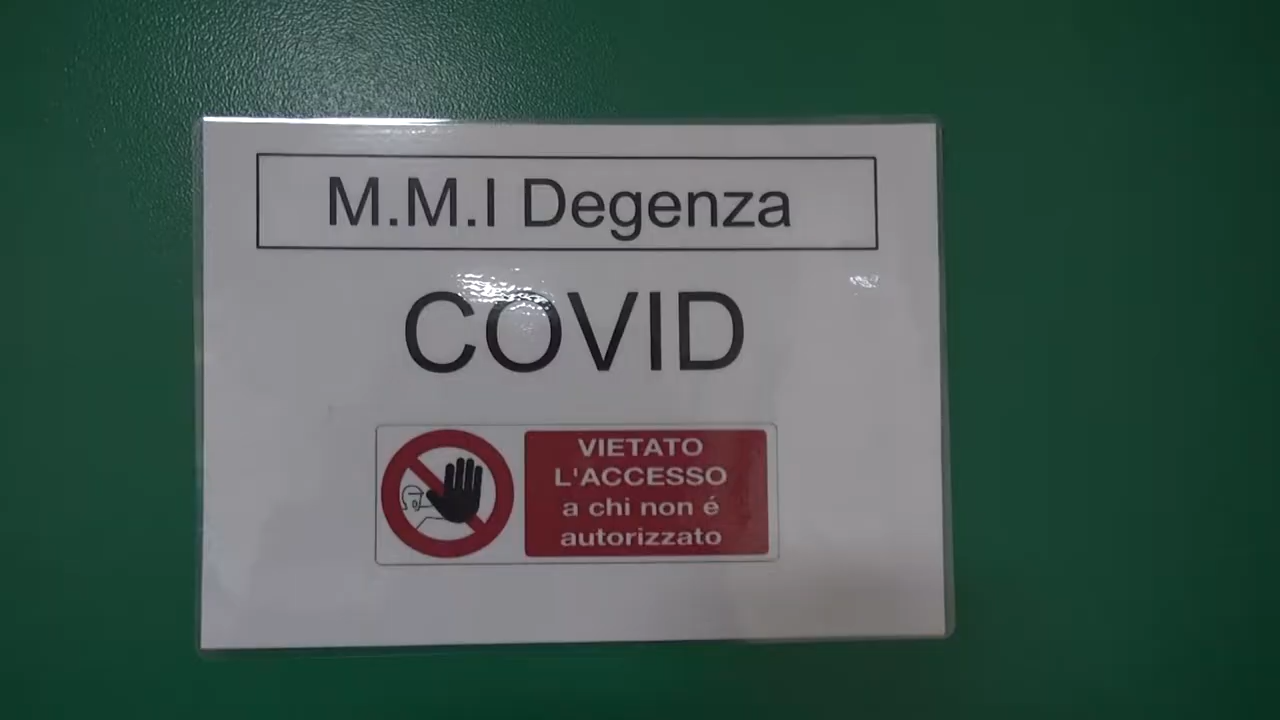 M.M.I Degenza
COVID
VIETATO
L'ACCESSO
a chi non é
autorizzato